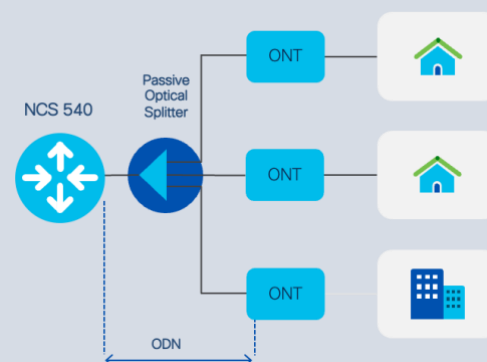 NCS 540
Passive
Optical
Splitter
ONT
ONT
ONT
ODN